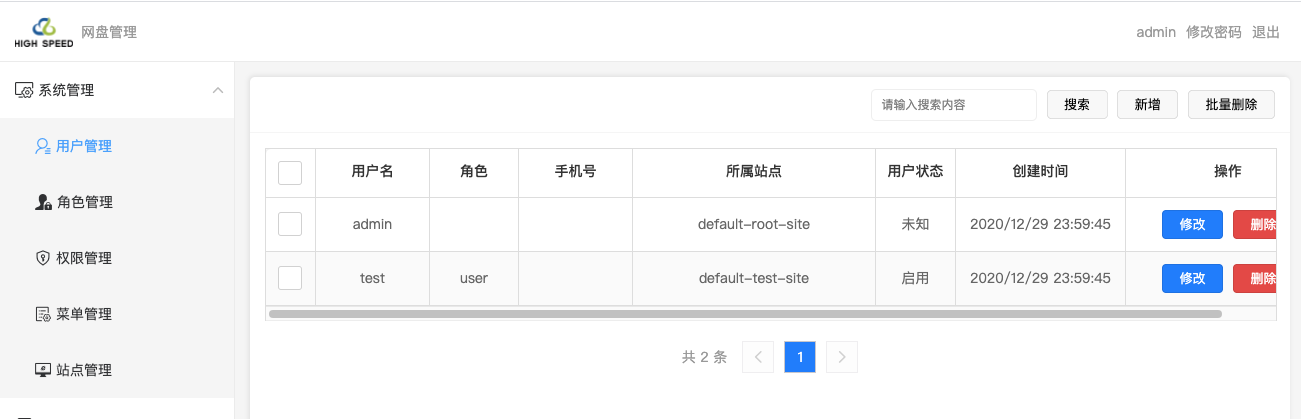 HIGH SPEED 网盘管理 admin 修改密码 退出
系统管理
用户管理
角色管理
权限管理
菜单管理
站点管理
请输入搜索内容 搜索 新增 批量删除
用户名 角色 手机号 所属站点 用户状态 创建时间 操作
admin default-root-site 未知 2020/12/29 23:59:45 修改 删除
test user default-test-site 启用 2020/12/29 23:59:45 修改 删除
共 2 条 1